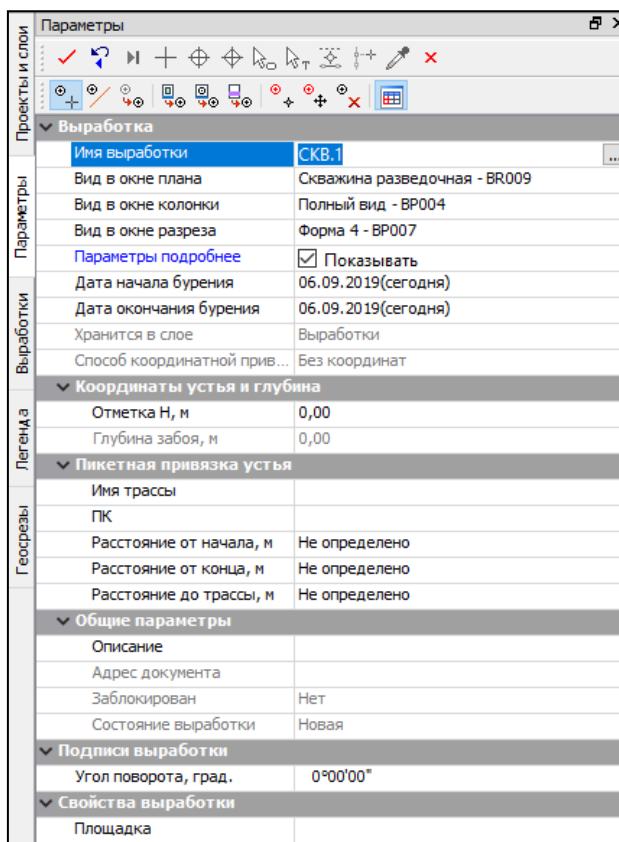 Параметры
Проекты и слои
Параметры
Выработки
Легенда
Геосрезы
Выработка
Имя выработки СКВ.1 ...
Вид в окне плана Скважина разведочная - BR009
Вид в окне колонки Полный вид - BP004
Вид в окне разреза Форма 4 - BP007
Параметры подробнее Показывать
Дата начала бурения 06.09.2019(сегодня)
Дата окончания бурения 06.09.2019(сегодня)
Хранится в слое Выработки
Способ координатной прив... Без координат
Координаты устья и глубина
Отметка H, м 0,00
Глубина забоя, м 0,00
Пикетная привязка устья
Имя трассы
ПК
Расстояние от начала, м Не определено
Расстояние от конца, м Не определено
Расстояние до трассы, м Не определено
Общие параметры
Описание
Адрес документа
Заблокирован Нет
Состояние выработки Новая
Подписи выработки
Угол поворота, град. 0°00'00"
Свойства выработки
Площадка